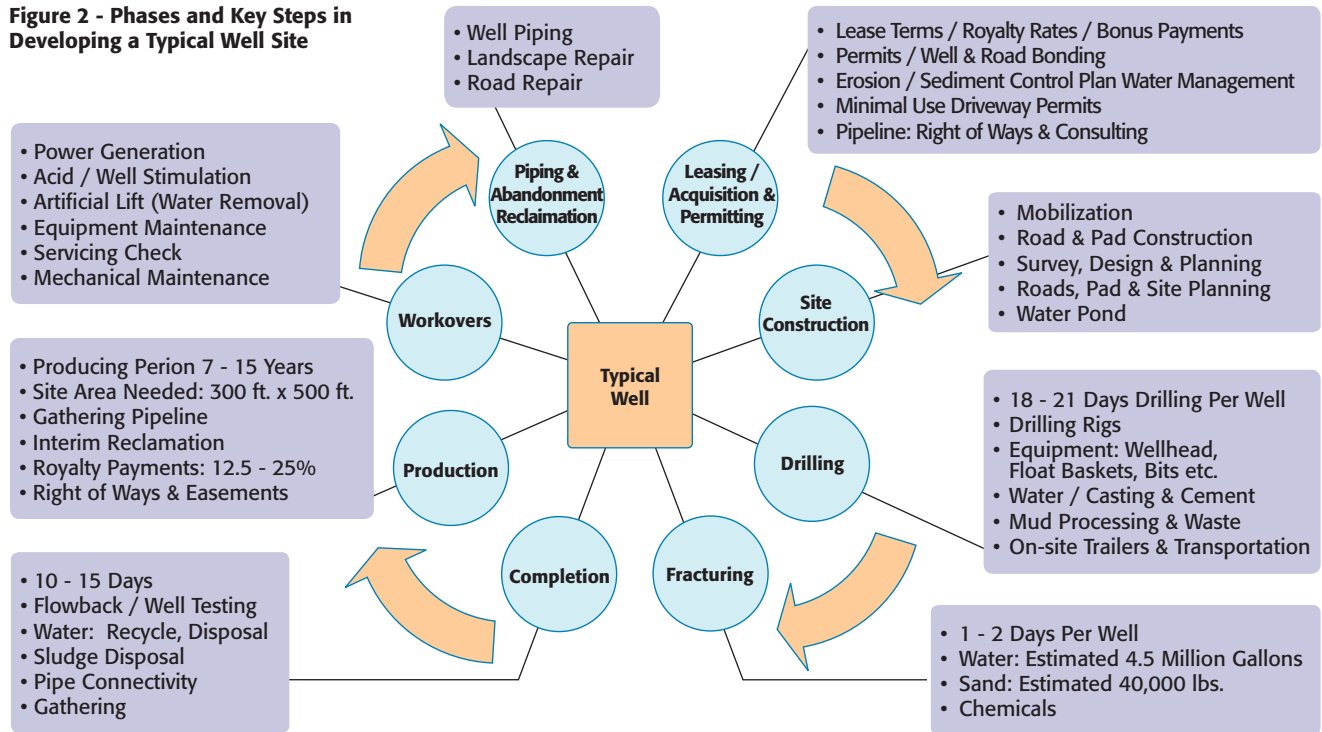 Figure 2 - Phases and Key Steps in
Developing a Typical Well Site
• Well Piping
• Landscape Repair
• Road Repair
• Lease Terms / Royalty Rates / Bonus Payments
• Permits / Well & Road Bonding
• Erosion / Sediment Control Plan Water Management
• Minimal Use Driveway Permits
• Pipeline: Right of Ways & Consulting
• Power Generation
• Acid / Well Stimulation
• Artificial Lift (Water Removal)
• Equipment Maintenance
• Servicing Check
• Mechanical Maintenance
Piping &
Abandonment
Reclaimation
Leasing /
Acquisition &
Permitting
• Mobilization
• Road & Pad Construction
• Survey, Design & Planning
• Roads, Pad & Site Planning
• Water Pond
Workovers
Site
Construction
• Producing Perion 7 - 15 Years
• Site Area Needed: 300 ft. x 500 ft.
• Gathering Pipeline
• Interim Reclamation
• Royalty Payments: 12.5 - 25%
• Right of Ways & Easements
Typical
Well
• 18 - 21 Days Drilling Per Well
• Drilling Rigs
• Equipment: Wellhead,
Float Baskets, Bits etc.
• Water / Casting & Cement
• Mud Processing & Waste
• On-site Trailers & Transportation
Production
Drilling
• 10 - 15 Days
• Flowback / Well Testing
• Water: Recycle, Disposal
• Sludge Disposal
• Pipe Connectivity
• Gathering
Completion
Fracturing
• 1 - 2 Days Per Well
• Water: Estimated 4.5 Million Gallons
• Sand: Estimated 40,000 lbs.
• Chemicals